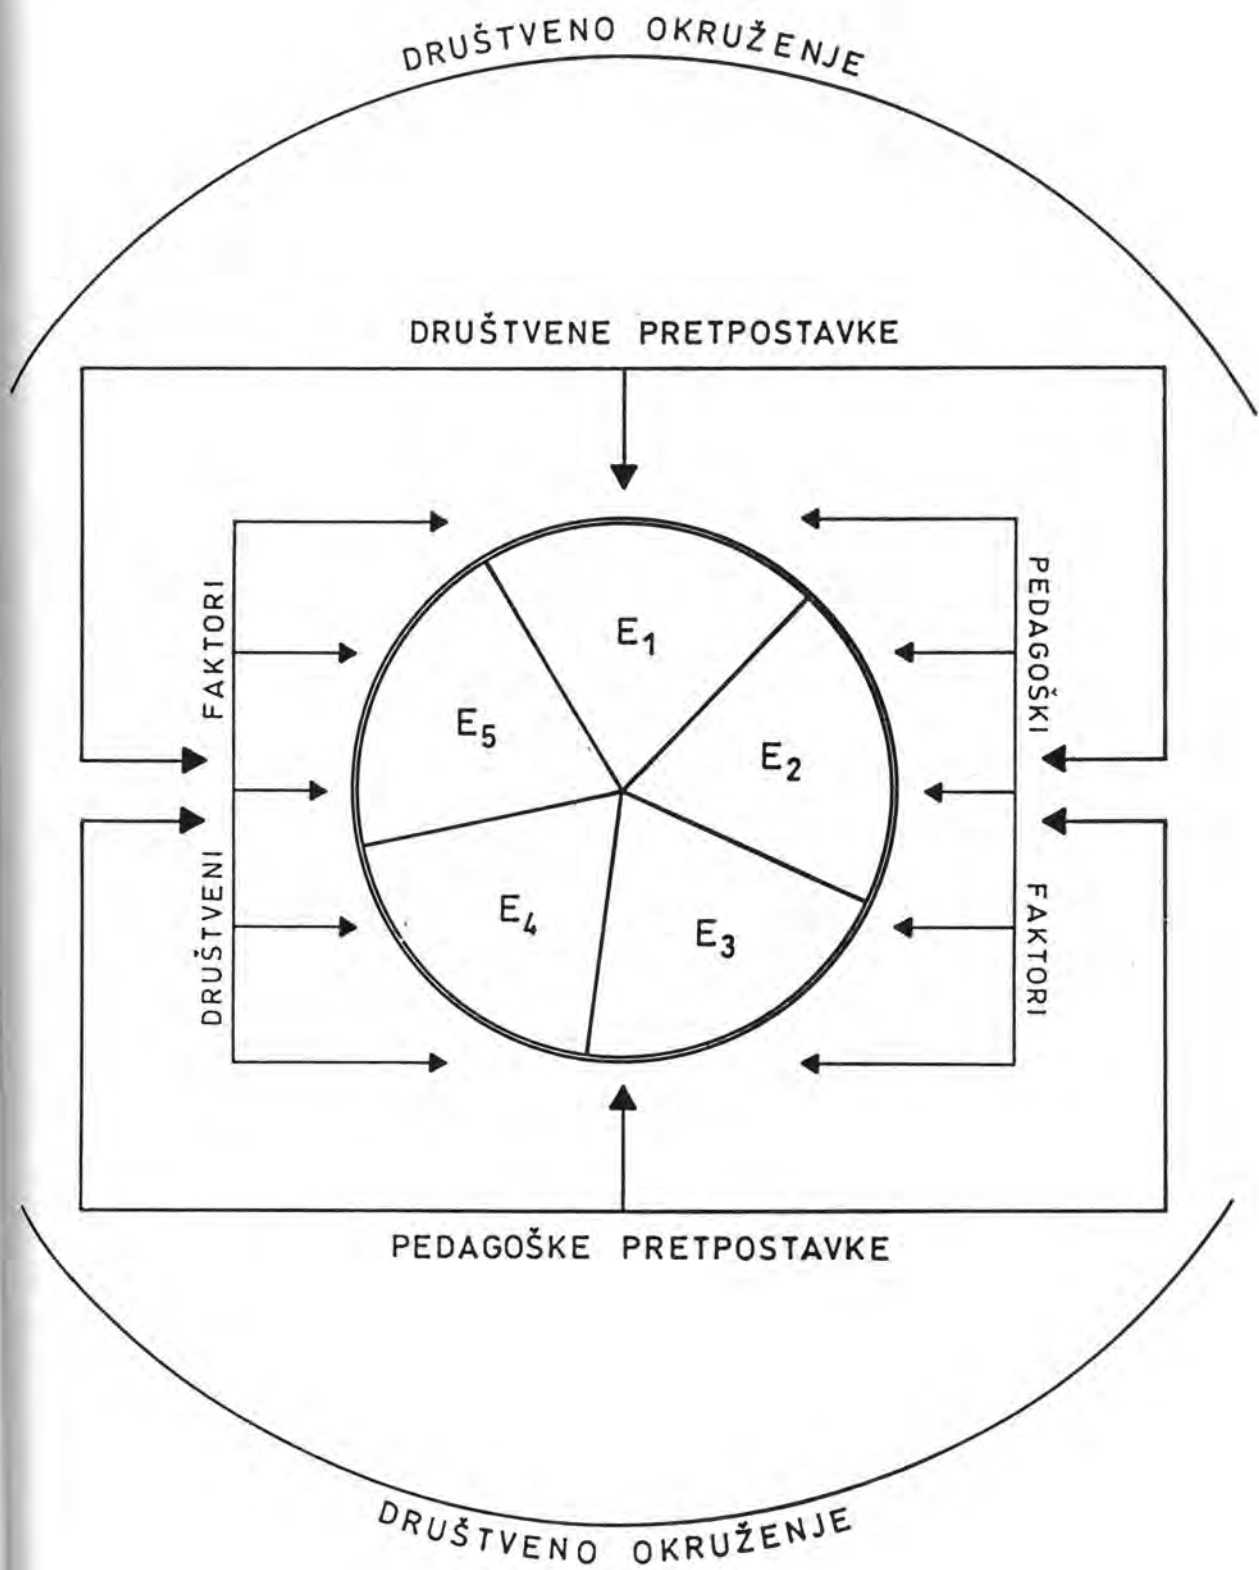 DRUŠTVENO OKRUŽENJE
DRUŠTVENE PRETPOSTAVKE
DRUŠTVENI FAKTORI
PEDAGOŠKI FAKTORI
E1
E2
E3
E4
E5
PEDAGOŠKE PRETPOSTAVKE
DRUŠTVENO OKRUŽENJE